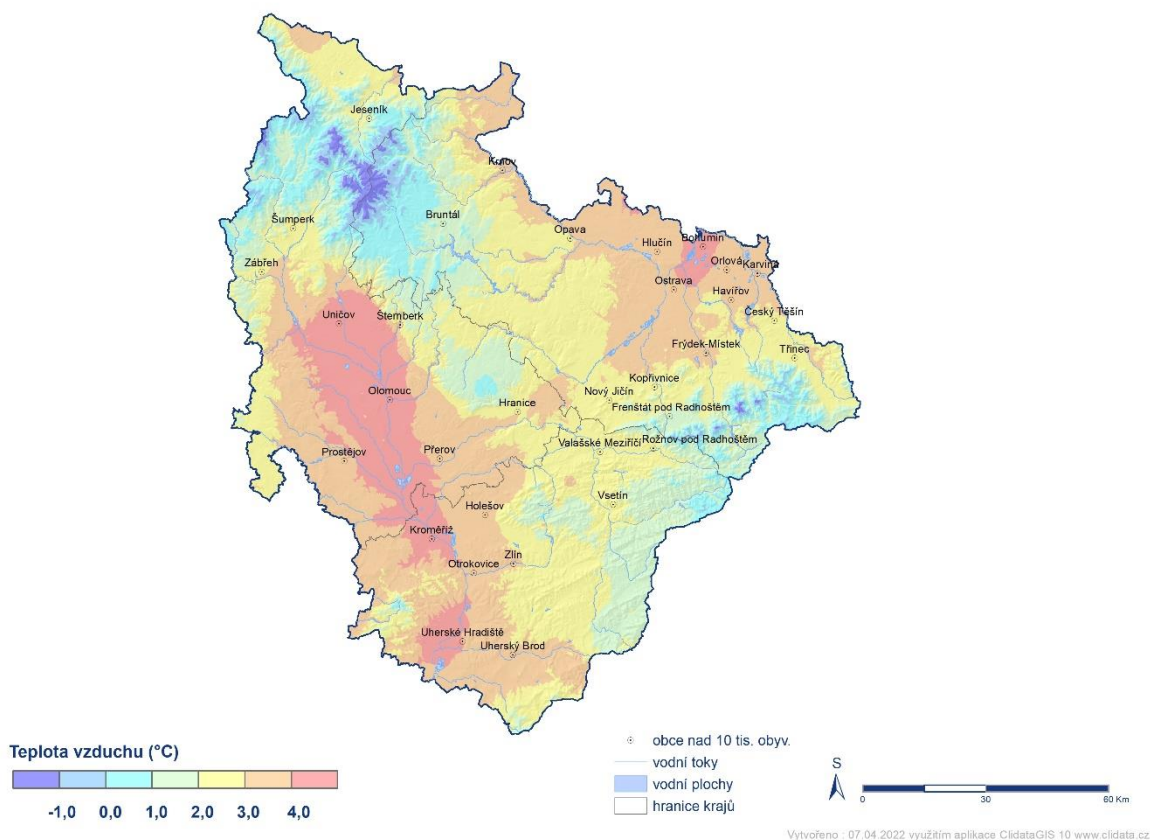 Jeseník
Krnov
Bruntál
Šumperk
Opava
Bohumín
Hlučín
Orlová
Karviná
Zábřeh
Ostrava
Havířov
Uničov
Šternberk
Český Těšín
Frýdek-Místek
Třinec
Kopřivnice
Olomouc
Nový Jičín
Hranice
Frenštát pod Radhoštěm
Valašské Meziříčí
Rožnov pod Radhoštěm
Prostějov
Přerov
Vsetín
Holešov
Kroměříž
Zlín
Otrokovice
Uherské Hradiště
Uherský Brod
Teplota vzduchu (°C)
-1,0 0,0 1,0 2,0 3,0 4,0
obce nad 10 tis. obyv.
vodní toky
vodní plochy
hranice krajů
S
0 30 60 Km
Vytvořeno : 07.04.2022 využitím aplikace ClidataGIS 10 www.clidata.cz